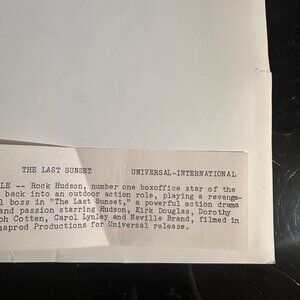 THE LAST SUNSET UNIVERSAL-INTERNATIONAL
LE -- Rock Hudson, number one boxoffice star of the
back into an outdoor action role, playing a revenge-
l boss in "The Last Sunset," a powerful action drama
and passion starring Hudson, Kirk Douglas, Dorothy
ph Cotten, Carol Lynley and Neville Brand, filmed in
naprod Productions for Universal release.